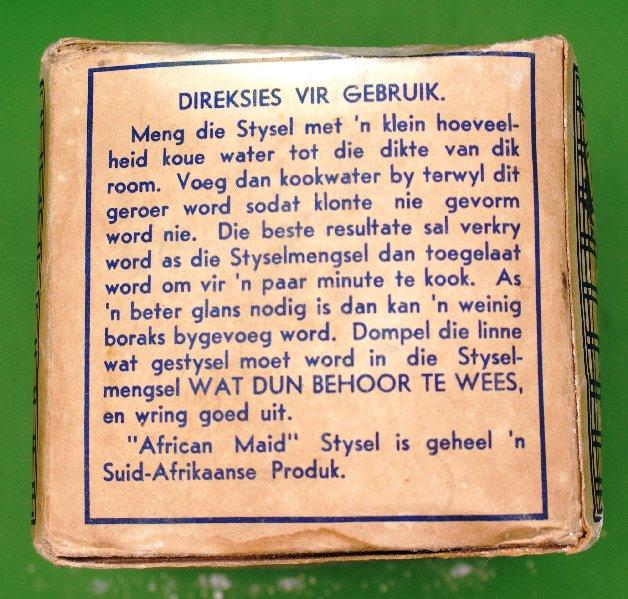 DIREKSIES VIR GEBRUIK.
Meng die Stysel met 'n klein hoeveel-
heid koue water tot die dikte van dik
room. Voeg dan kookwater by terwyl dit
geroer word sodat klonte nie gevorm
word nie. Die beste resultate sal verkry
word as die Styselmengsel dan toegelaat
word om vir 'n paar minute te kook. As
'n beter glans nodig is dan kan 'n weinig
boraks bygevoeg word. Dompel die linne
wat gestysel moet word in die Stysel-
mengsel WAT DUN BEHOOR TE WEES,
en wring goed uit.
"African Maid" Stysel is geheel 'n
Suid-Afrikaanse Produk.